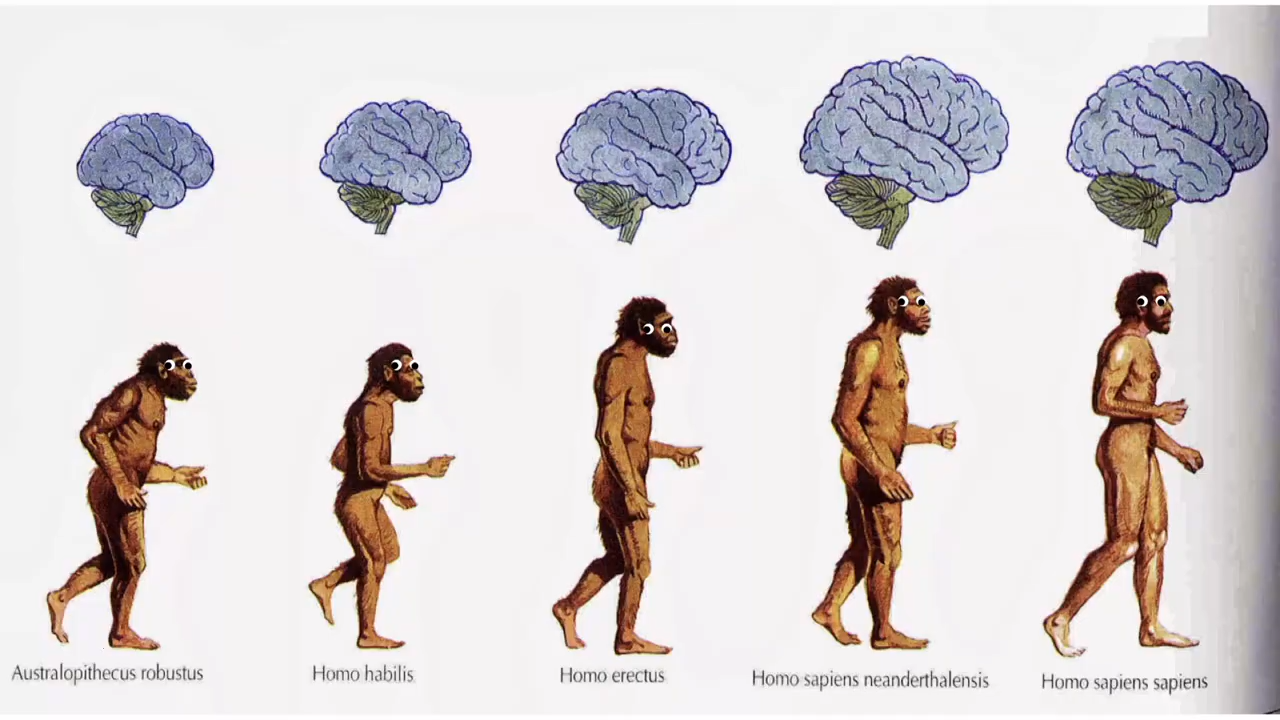 Australopithecus robustus
Homo habilis
Homo erectus
Homo sapiens neanderthalensis
Homo sapiens sapiens